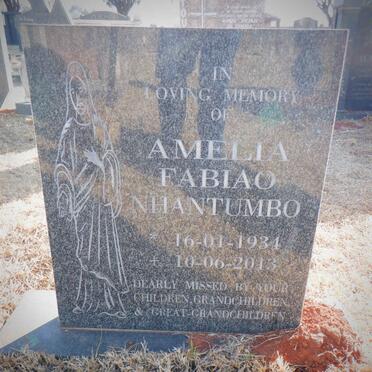 IN
LOVING MEMORY
OF
AMELIA
FABIAO
NHANTUMBO
16-01-1934
+ 10-06-2013
DEARLY MISSED BY YOUR
CHILDREN, GRANDCHILDREN,
& GREAT-GRANDCHILDREN